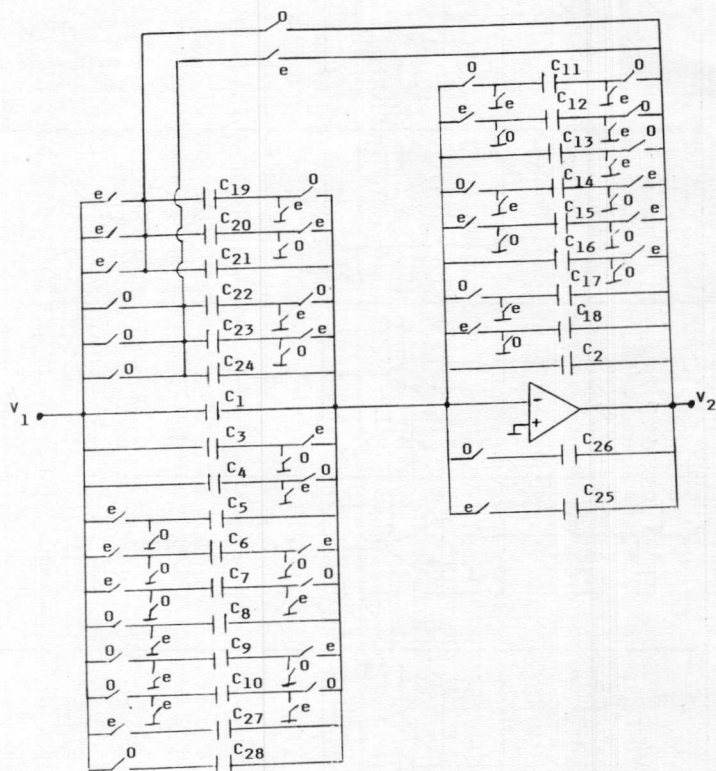 0
e
e C19 0
e
e C20 e
0
e C21
0 C22 0
e
0 C23 e
0
0 C24
V1
C1
C3 e
0
C4 0
e
e C5
0
e C6 e
0 0
e C7 0
0 e
0 C8
e
0 C9 e
e 0
0 C10 0
e e
e C27
0 C28
0 C11 0
e e
e C12 0
0 e
C13 0
e
0 C14 e
e 0
e C15 e
0 0
C16 e
0
0 C17
e
e C18
0
C2
-
+
V2
0 C26
e C25